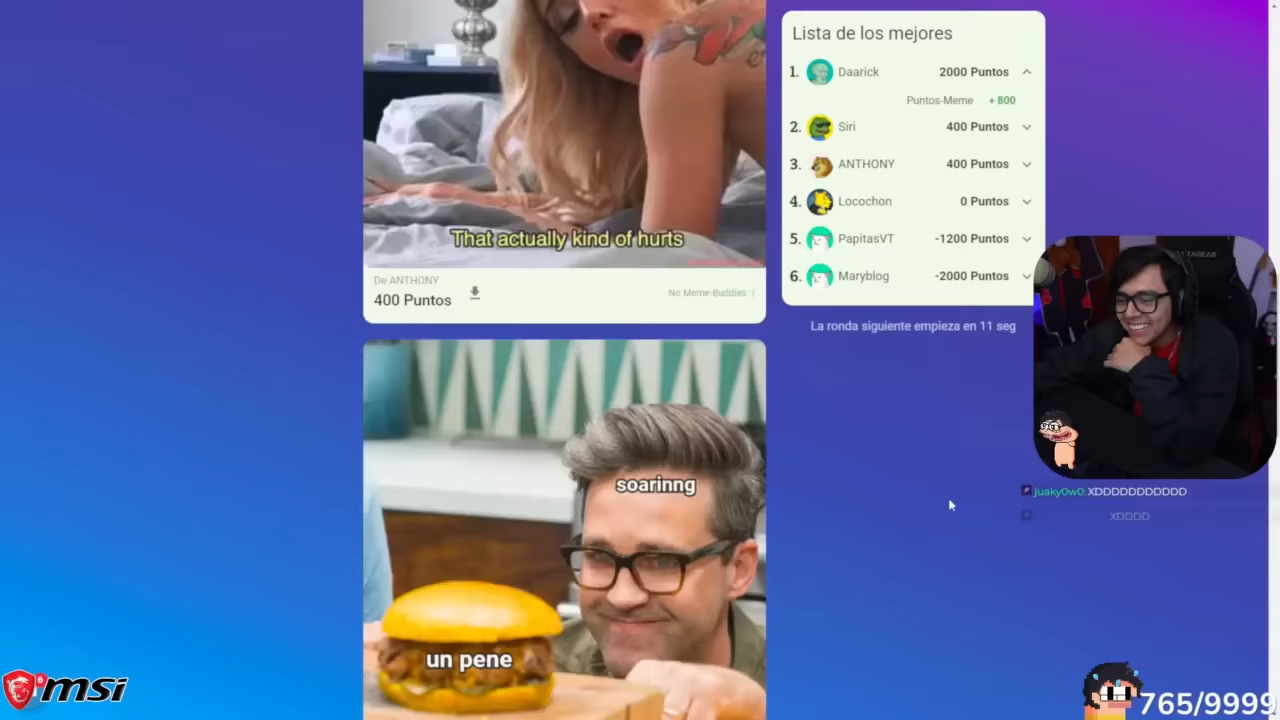 That actually kind of hurts
De ANTHONY
400 Puntos
No Meme-Buddies
soarinng
un pene
Lista de los mejores
1. Daarick 2000 Puntos
Puntos-Meme + 800
2. Siri 400 Puntos
3. ANTHONY 400 Puntos
4. Locochon 0 Puntos
5. PapitasVT -1200 Puntos
6. Maryblog -2000 Puntos
La ronda siguiente empieza en 11 seg
juaky0w0: XDDDDDDDDDDD
XDDDD
msi
765/9999